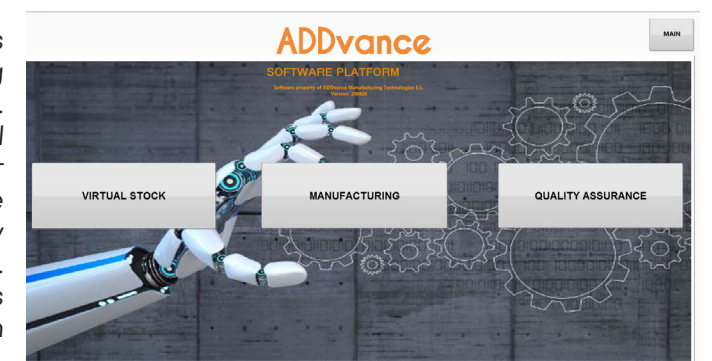 ADDvance
MAIN
SOFTWARE PLATFORM
Software property of ADDvance Manufacturing Technologies S.L.
VIRTUAL STOCK
MANUFACTURING
QUALITY ASSURANCE